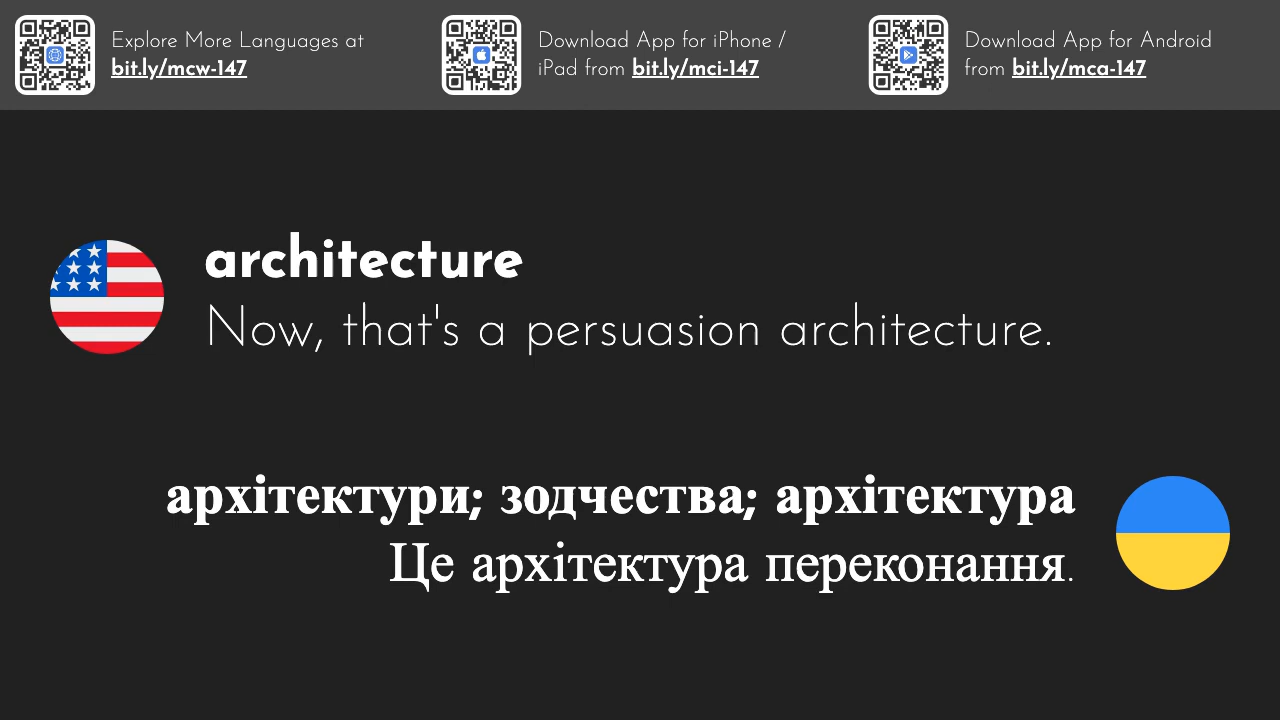 Explore More Languages at
bit.ly/mcw-147
Download App for iPhone /
iPad from bit.ly/mci-147
Download App for Android
from bit.ly/mca-147
architecture
Now, that's a persuasion architecture.
архітектури; зодчества; архітектура
Це архітектура переконання.